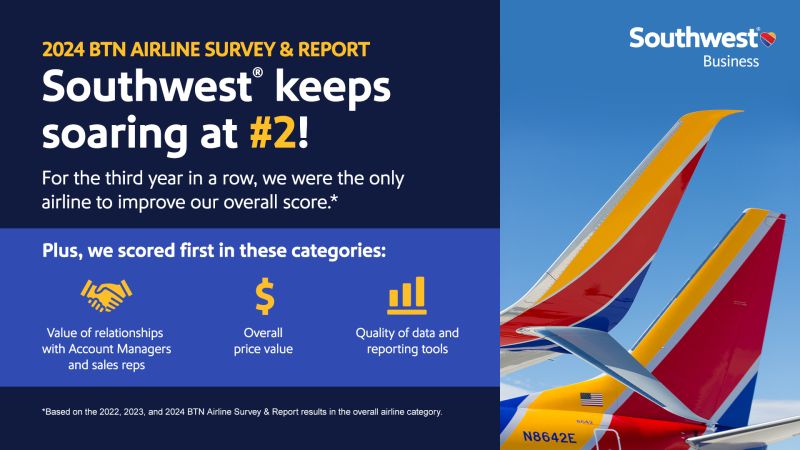 2024 BTN AIRLINE SURVEY & REPORT
Southwest® keeps
soaring at #2!
For the third year in a row, we were the only
airline to improve our overall score.*
Plus, we scored first in these categories:
Value of relationships
with Account Managers
and sales reps
Overall
price value
Quality of data and
reporting tools
*Based on the 2022, 2023, and 2024 BTN Airline Survey & Report results in the overall airline category.
Southwest®
Business
8642
N8642E